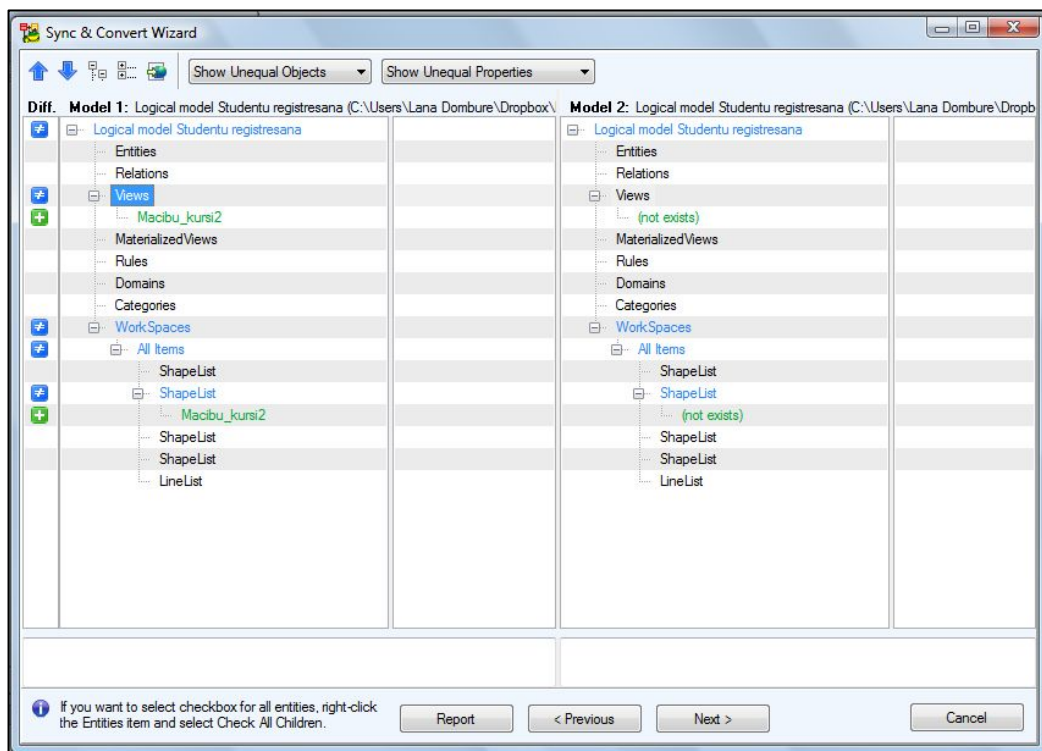 Sync & Convert Wizard
Show Unequal Objects Show Unequal Properties
Diff. Model 1: Logical model Studentu registresana (C:\Users\Lana Dombure\Dropbox\ Model 2: Logical model Studentu registresana (C:\Users\Lana Dombure\Dropb
Logical model Studentu registresana Logical model Studentu registresana
Entities Entities
Relations Relations
Views Views
Macibu_kursi2 (not exists)
MaterializedViews MaterializedViews
Rules Rules
Domains Domains
Categories Categories
WorkSpaces WorkSpaces
All Items All Items
ShapeList ShapeList
ShapeList ShapeList
Macibu_kursi2 (not exists)
ShapeList ShapeList
ShapeList ShapeList
LineList LineList
If you want to select checkbox for all entities, right-click
the Entities item and select Check All Children.
Report < Previous Next > Cancel